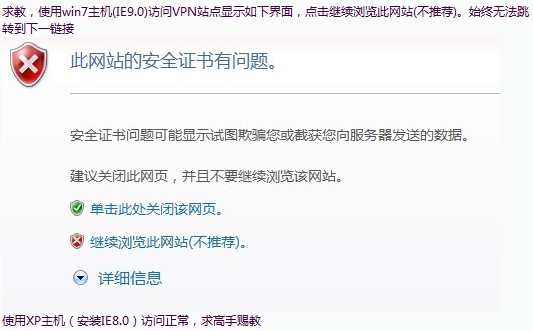 求教，使用win7主机(IE9.0)访问VPN站点显示如下界面，点击继续浏览此网站(不推荐)。始终无法跳
转到下一链接
此网站的安全证书有问题。
安全证书问题可能显示试图欺骗您或截获您向服务器发送的数据。
建议关闭此网页，并且不要继续浏览该网站。
单击此处关闭该网页。
继续浏览此网站(不推荐)。
详细信息
使用XP主机（安装IE8.0）访问正常，求高手赐教